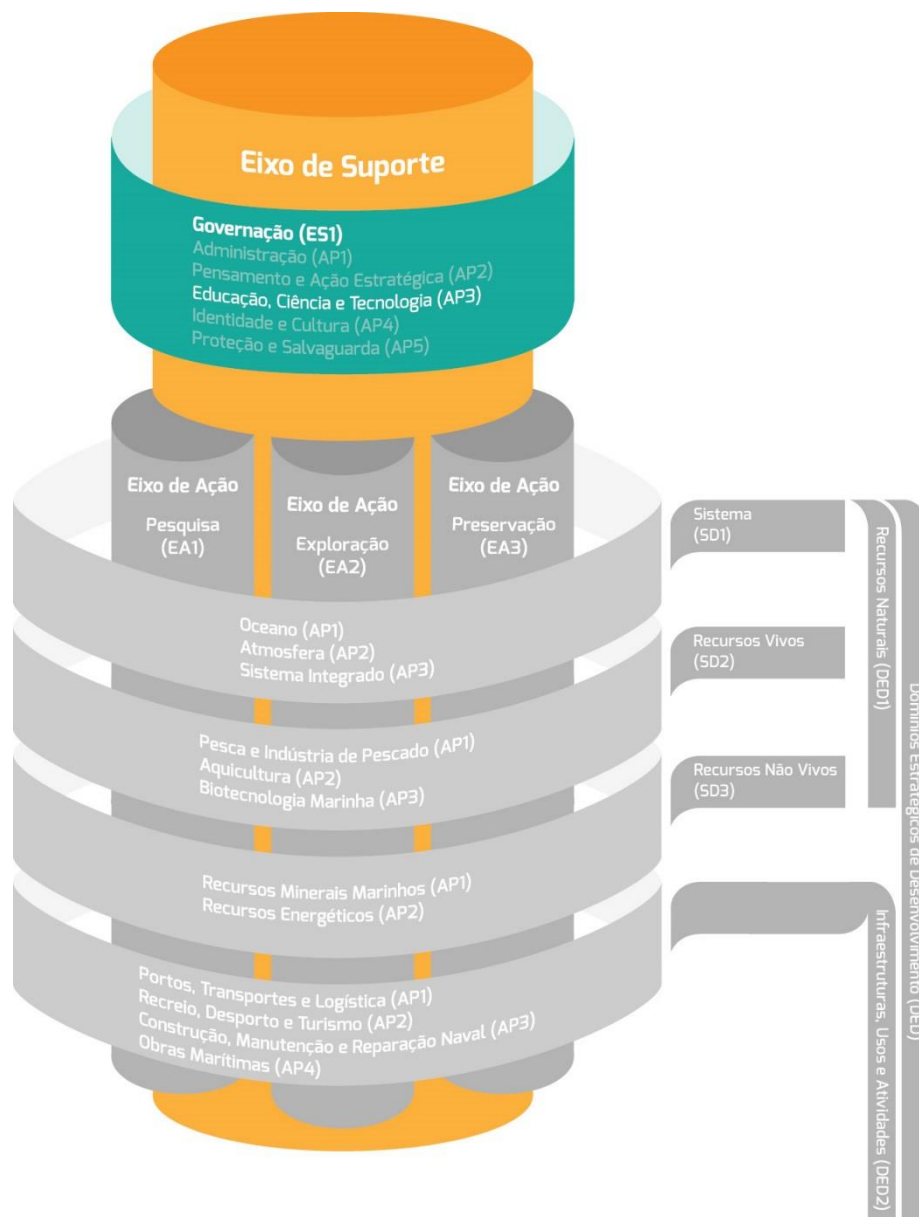 Eixo de Suporte
Governação (ES1)
Administração (AP1)
Pensamento e Ação Estratégica (AP2)
Educação, Ciência e Tecnologia (AP3)
Identidade e Cultura (AP4)
Proteção e Salvaguarda (AP5)
Eixo de Ação
Pesquisa
(EA1)
Eixo de Ação
Exploração
(EA2)
Eixo de Ação
Preservação
(EA3)
Oceano (AP1)
Atmosfera (AP2)
Sistema Integrado (AP3)
Pesca e Indústria de Pescado (AP1)
Aquicultura (AP2)
Biotecnologia Marinha (AP3)
Recursos Minerais Marinhos (AP1)
Recursos Energéticos (AP2)
Portos, Transportes e Logística (AP1)
Recreio, Desporto e Turismo (AP2)
Construção, Manutenção e Reparação Naval (AP3)
Obras Marítimas (AP4)
Sistema
(SD1)
Recursos Vivos
(SD2)
Recursos Não Vivos
(SD3)
Recursos Naturais (DED1)
Infraestruturas, Usos e Atividades (DED2)
Domínios Estratégicos de Desenvolvimento (DED)